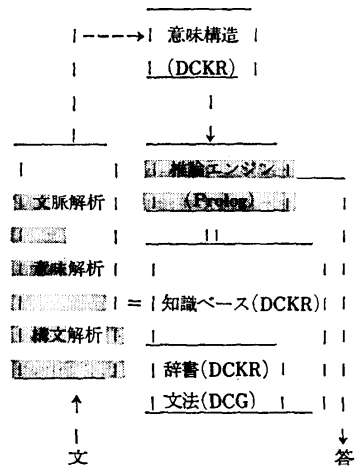 意味構造
(DCKR)
推論エンジン
(Prolog)
文脈解析
意味解析
構文解析
=
知識ベース(DCKR)
辞書(DCKR)
文法(DCG)
文
答